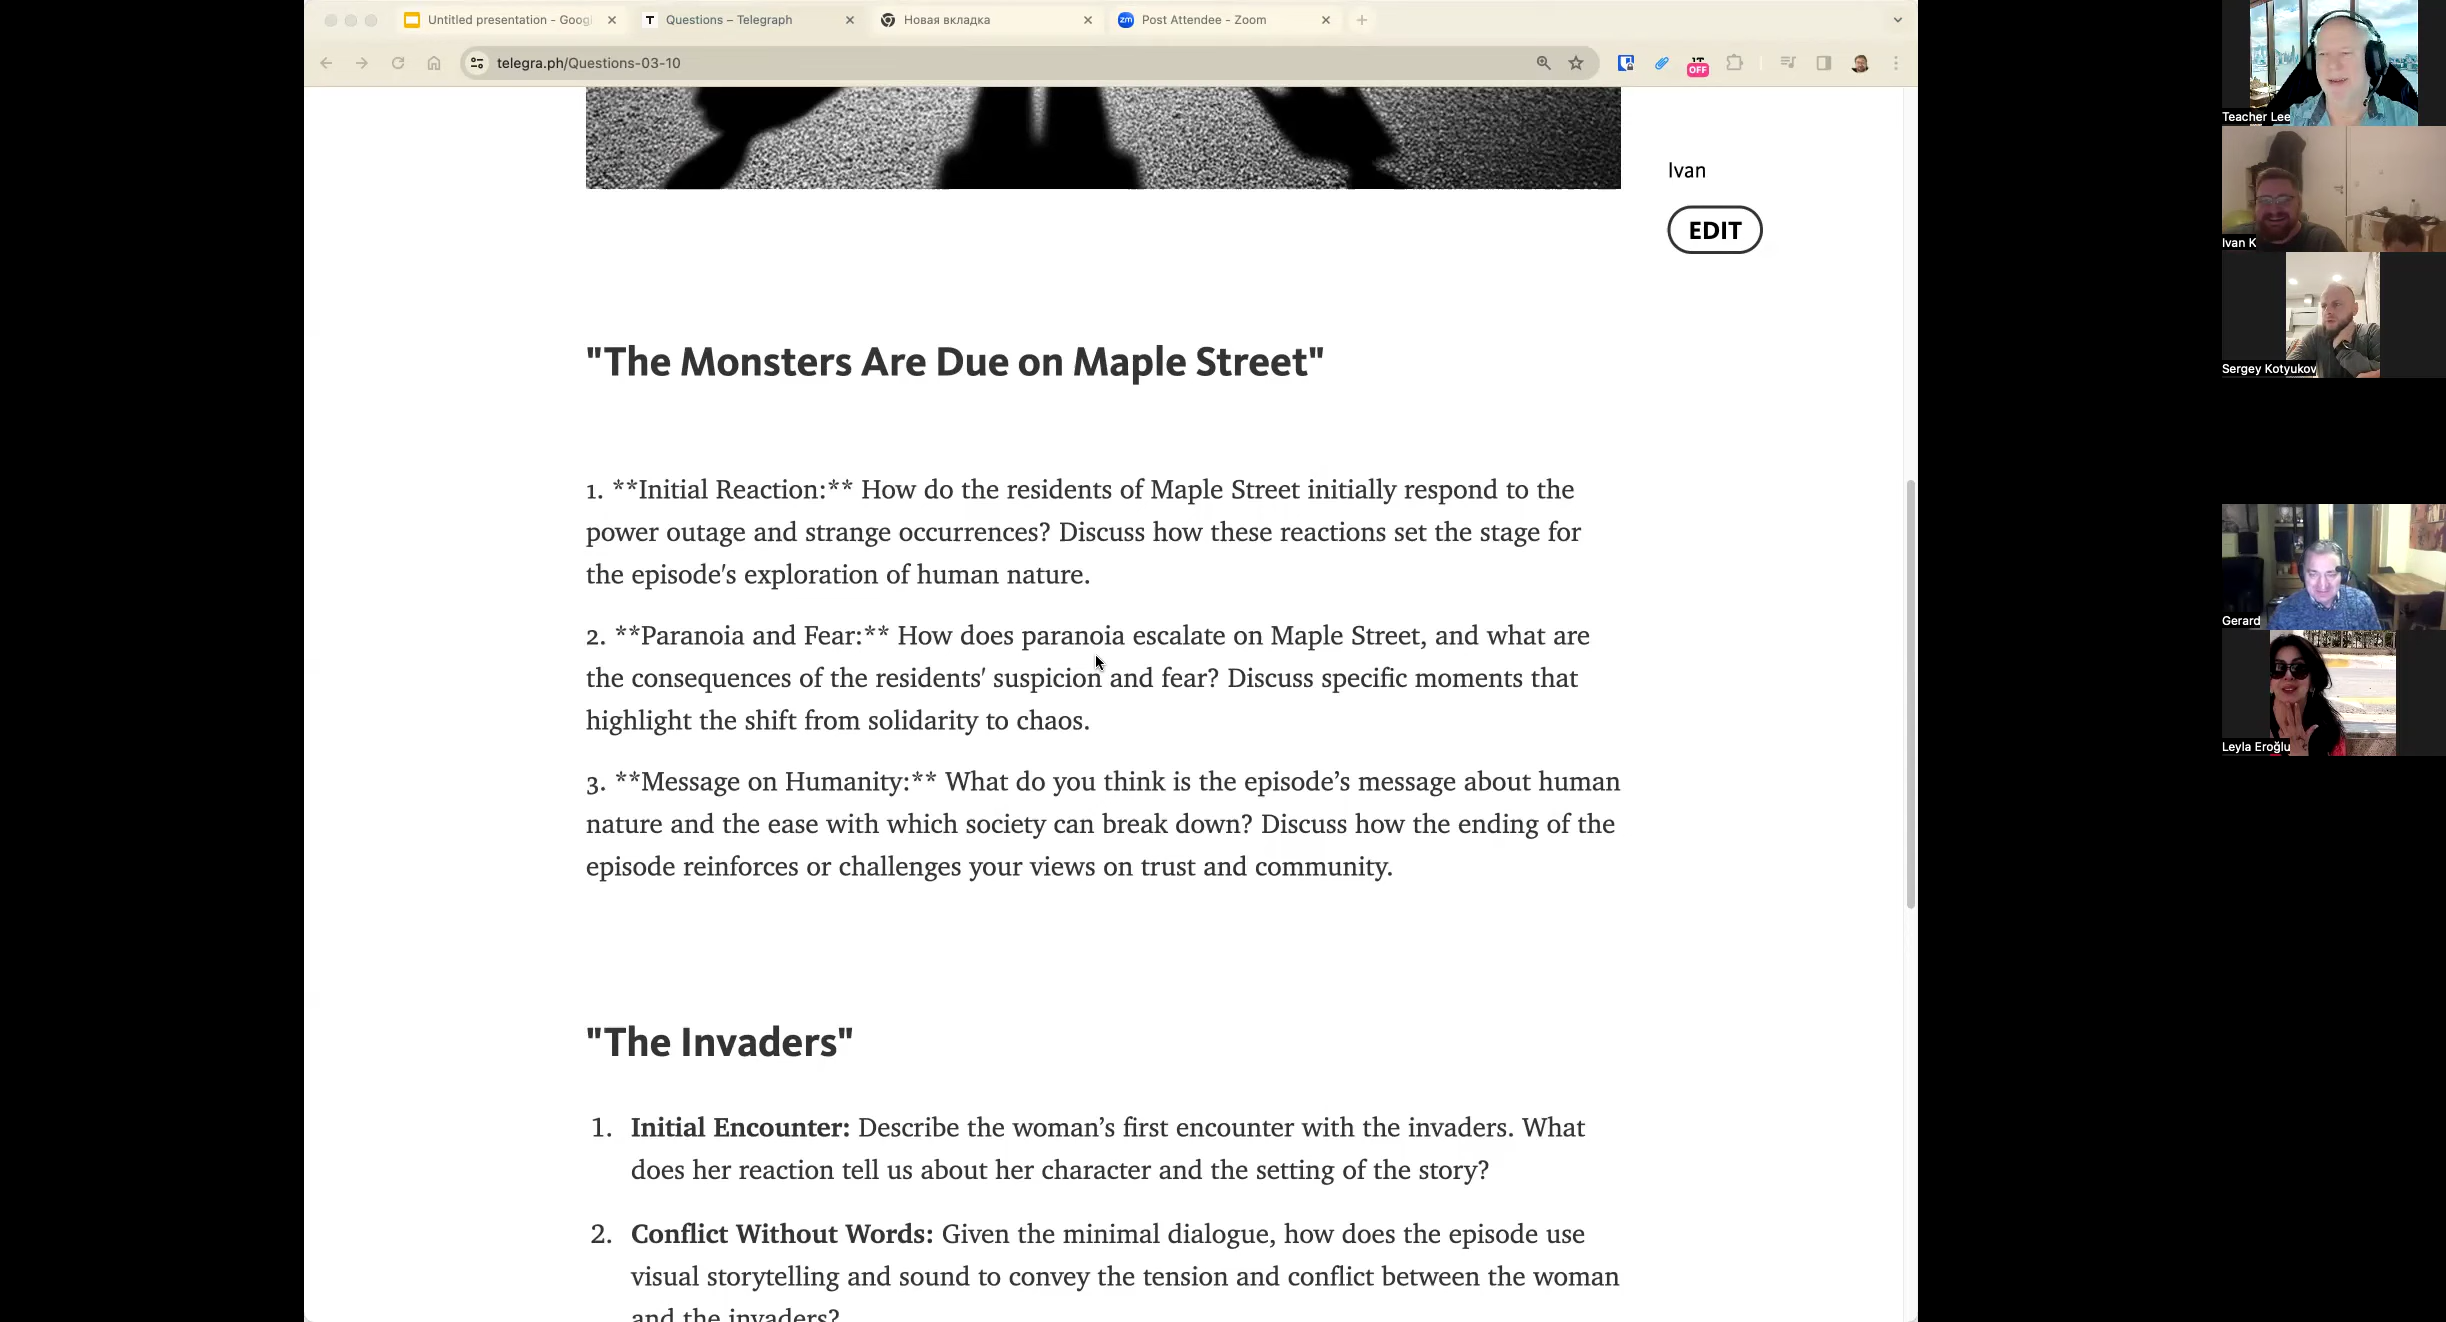 Untitled presentation - Googl
Questions – Telegraph
Новая вкладка
zm
Post Attendee - Zoom
telegra.ph/Questions-03-10
OFF
Ivan
EDIT
"The Monsters Are Due on Maple Street"
1. **Initial Reaction:** How do the residents of Maple Street initially respond to the
power outage and strange occurrences? Discuss how these reactions set the stage for
the episode's exploration of human nature.
2. **Paranoia and Fear:** How does paranoia escalate on Maple Street, and what are
the consequences of the residents' suspicion and fear? Discuss specific moments that
highlight the shift from solidarity to chaos.
3. **Message on Humanity:** What do you think is the episode’s message about human
nature and the ease with which society can break down? Discuss how the ending of the
episode reinforces or challenges your views on trust and community.
"The Invaders"
1. Initial Encounter: Describe the woman’s first encounter with the invaders. What
does her reaction tell us about her character and the setting of the story?
2. Conflict Without Words: Given the minimal dialogue, how does the episode use
visual storytelling and sound to convey the tension and conflict between the woman
and the invaders?
Teacher Lee
Ivan K
Sergey Kotyukov
Gerard
Leyla Eroğlu